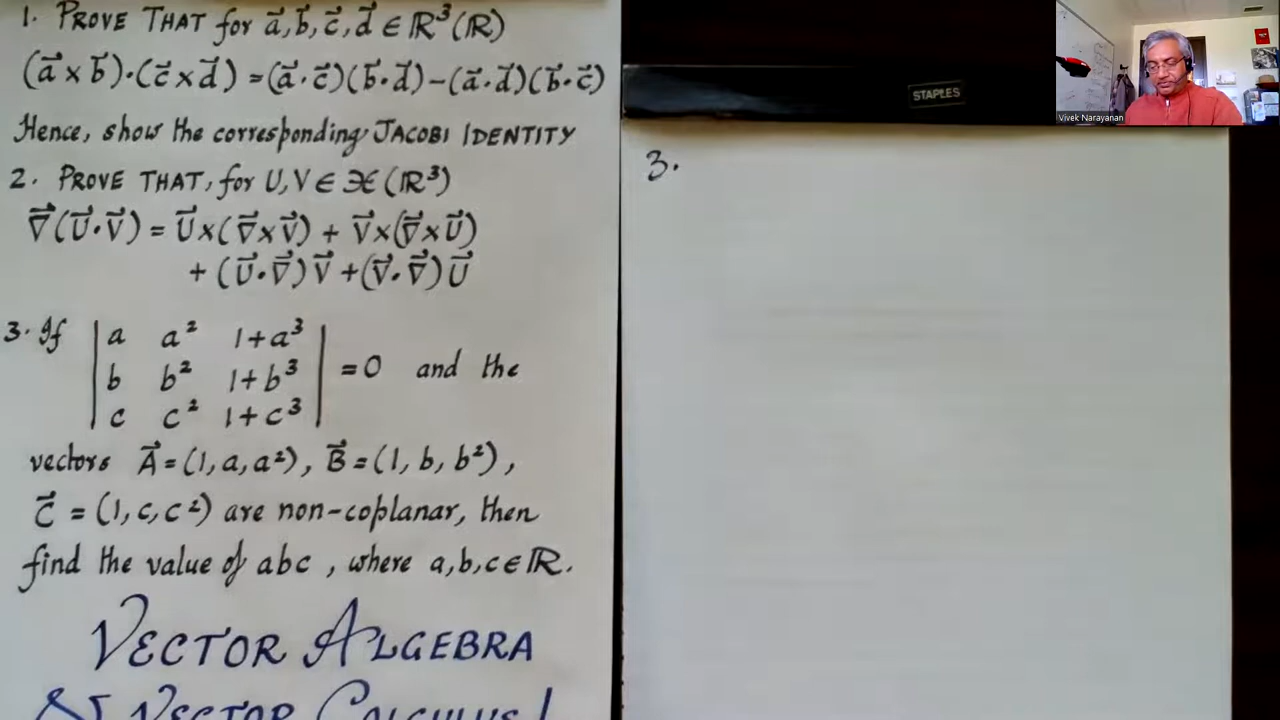 1. PROVE THAT for a⃗, b⃗, c⃗, d⃗ ∈ ℝ³(ℝ)
(a⃗ × b⃗)·(c⃗ × d⃗) = (a⃗·c⃗)(b⃗·d⃗) − (a⃗·d⃗)(b⃗·c⃗)
Hence, show the corresponding JACOBI IDENTITY
2. PROVE THAT, for U, V ∈ 𝔛(ℝ³)
∇⃗(U⃗·V⃗) = U⃗×(∇⃗×V⃗) + V⃗×(∇⃗×U⃗)
+ (U⃗·∇⃗)V⃗ + (V⃗·∇⃗)U⃗
3. If | a a² 1+a³ |
| b b² 1+b³ | = 0 and the
| c c² 1+c³ |
vectors A⃗ = (1, a, a²), B⃗ = (1, b, b²),
C⃗ = (1, c, c²) are non-coplanar, then
find the value of abc, where a, b, c ∈ ℝ.
VECTOR ALGEBRA
& VECTOR CALCULUS!
3.
STAPLES
Vivek Narayanan